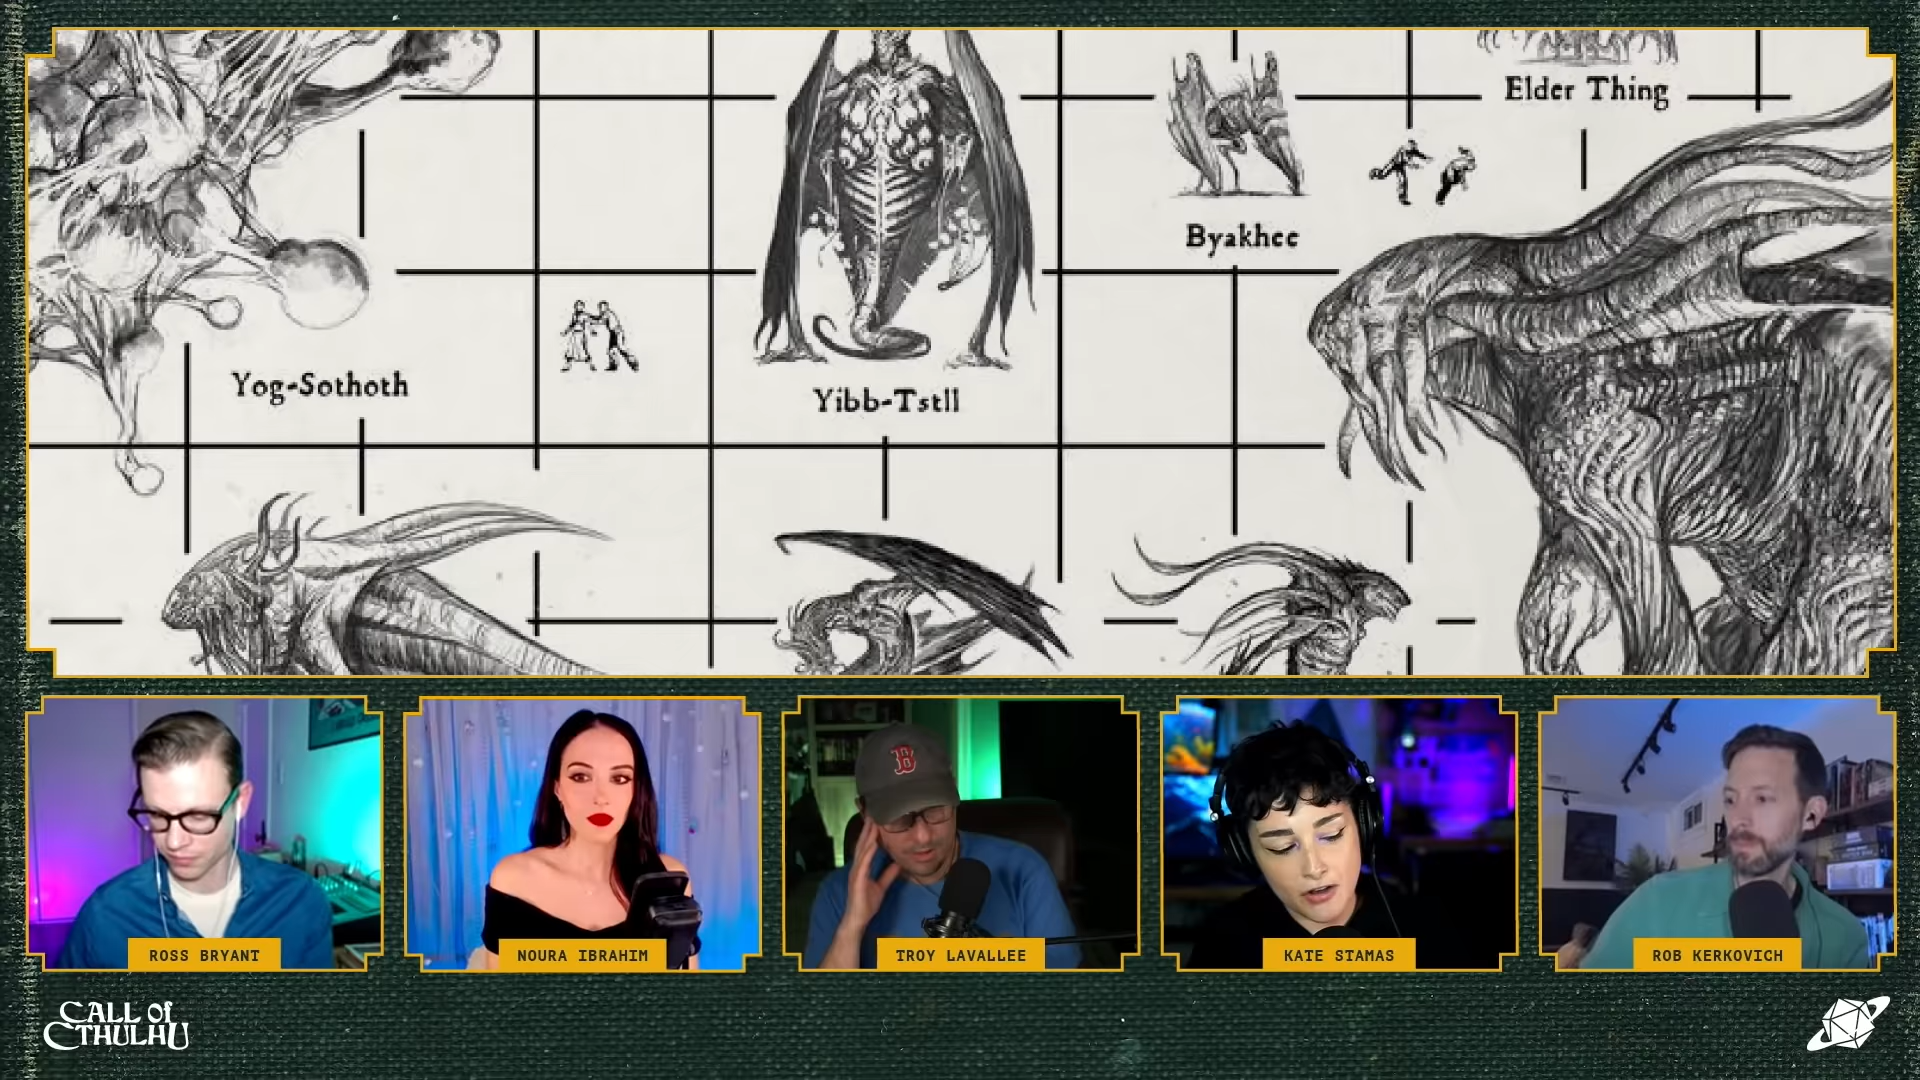 Elder Thing
Byakhee
Yog-Sothoth
Yibb-Tstll
B
ROSS BRYANT
NOURA IBRAHIM
TROY LAVALLEE
KATE STAMAS
ROB KERKOVICH
CALL of
CTHULHU